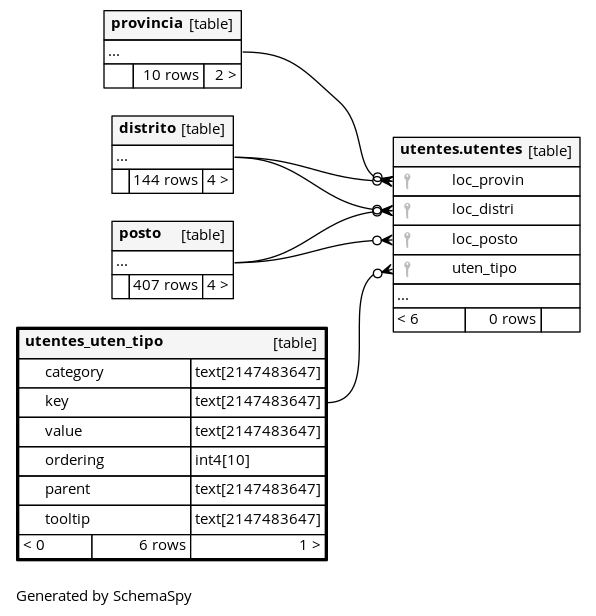 provincia [table]
...
10 rows 2 >
distrito [table]
...
144 rows 4 >
posto [table]
...
407 rows 4 >
utentes.utentes [table]
loc_provin
loc_distri
loc_posto
uten_tipo
...
< 6 0 rows
utentes_uten_tipo [table]
category text[2147483647]
key text[2147483647]
value text[2147483647]
ordering int4[10]
parent text[2147483647]
tooltip text[2147483647]
< 0 6 rows 1 >
Generated by SchemaSpy